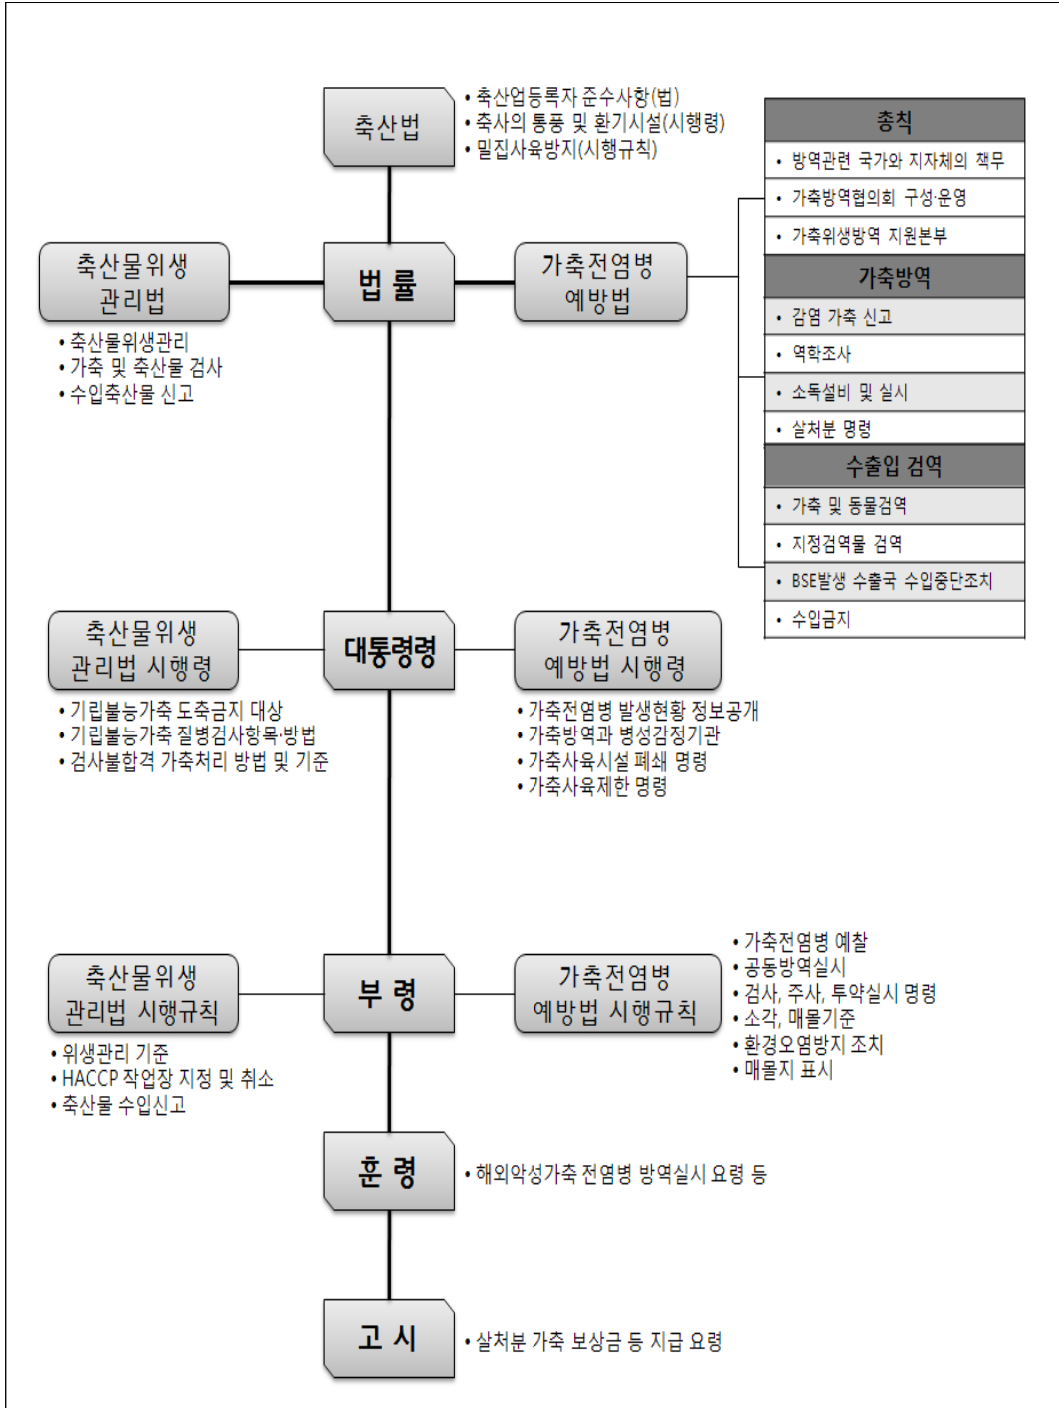 축산법
• 축산업등록자 준수사항(법)
• 축사의 통풍 및 환기시설(시행령)
• 밀집사육방지(시행규칙)
총칙
• 방역관련 국가와 지자체의 책무
• 가축방역협의회 구성·운영
• 가축위생방역 지원본부
가축방역
• 감염 가축 신고
• 역학조사
• 소독설비 및 실시
• 살처분 명령
수출입 검역
• 가축 및 동물검역
• 지정검역물 검역
• BSE발생 수출국 수입중단조치
• 수입금지
축산물위생
관리법
법 률
가축전염병
예방법
• 축산물위생관리
• 가축 및 축산물 검사
• 수입축산물 신고
축산물위생
관리법 시행령
대통령령
가축전염병
예방법 시행령
• 기립불능가축 도축금지 대상
• 기립불능가축 질병검사항목·방법
• 검사불합격 가축처리 방법 및 기준
• 가축전염병 발생현황 정보공개
• 가축방역과 병성감정기관
• 가축사육시설 폐쇄 명령
• 가축사육제한 명령
축산물위생
관리법 시행규칙
부 령
가축전염병
예방법 시행규칙
• 가축전염병 예찰
• 공동방역실시
• 검사, 주사, 투약실시 명령
• 소각, 매몰기준
• 환경오염방지 조치
• 매몰지 표시
• 위생관리 기준
• HACCP 작업장 지정 및 취소
• 축산물 수입신고
훈 령
• 해외악성가축 전염병 방역실시 요령 등
고 시
• 살처분 가축 보상금 등 지급 요령